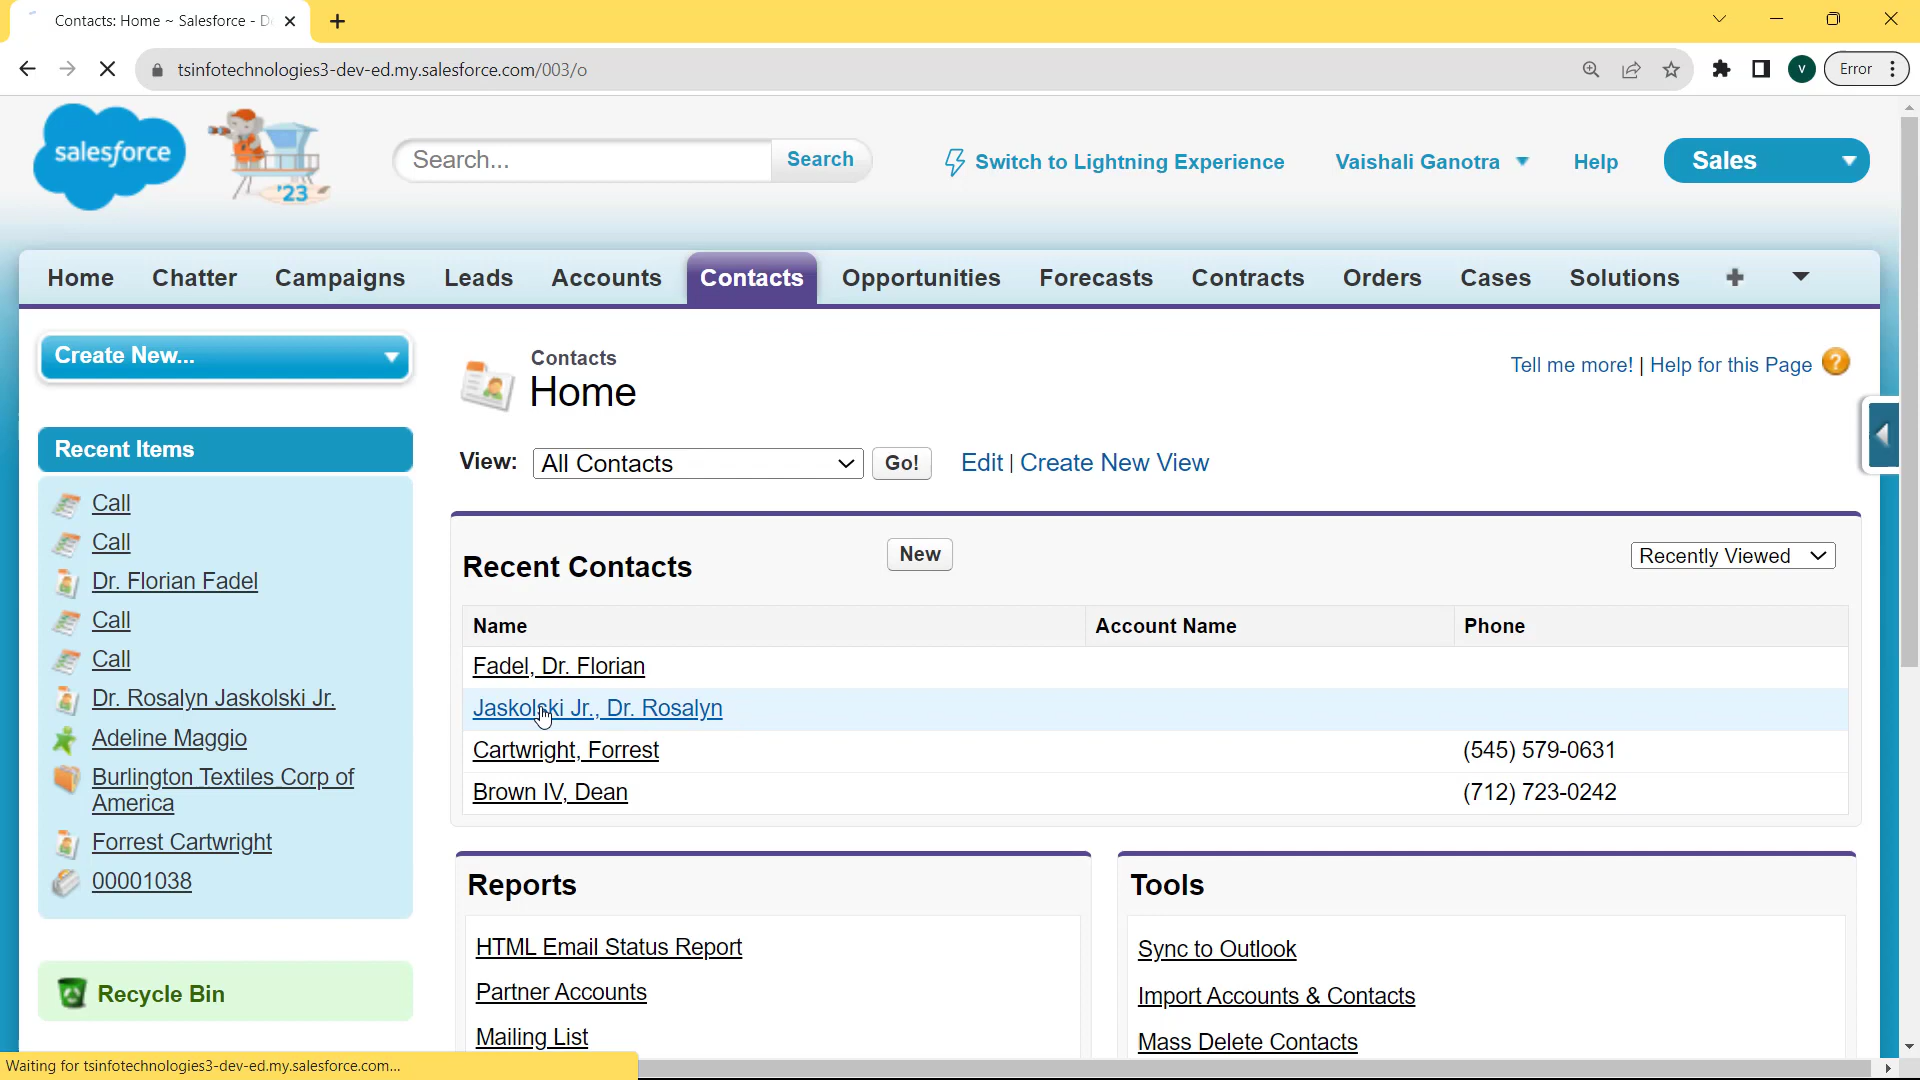 Contacts: Home ~ Salesforce - D
tsinfotechnologies3-dev-ed.my.salesforce.com/003/o
V
Error
salesforce
'23
Search...
Search
Switch to Lightning Experience
Vaishali Ganotra
Help
Sales
Home
Chatter
Campaigns
Leads
Accounts
Contacts
Opportunities
Forecasts
Contracts
Orders
Cases
Solutions
Create New...
Contacts
Home
Tell me more! | Help for this Page
?
View:
All Contacts
Go!
Edit | Create New View
Recent Items
Call
Call
Dr. Florian Fadel
Call
Call
Dr. Rosalyn Jaskolski Jr.
Adeline Maggio
Burlington Textiles Corp of
America
Forrest Cartwright
00001038
Recycle Bin
Recent Contacts
New
Recently Viewed
Name
Account Name
Phone
Fadel, Dr. Florian
Jaskolski Jr., Dr. Rosalyn
Cartwright, Forrest
(545) 579-0631
Brown IV, Dean
(712) 723-0242
Reports
HTML Email Status Report
Partner Accounts
Mailing List
Tools
Sync to Outlook
Import Accounts & Contacts
Mass Delete Contacts
Waiting for tsinfotechnologies3-dev-ed.my.salesforce.com...